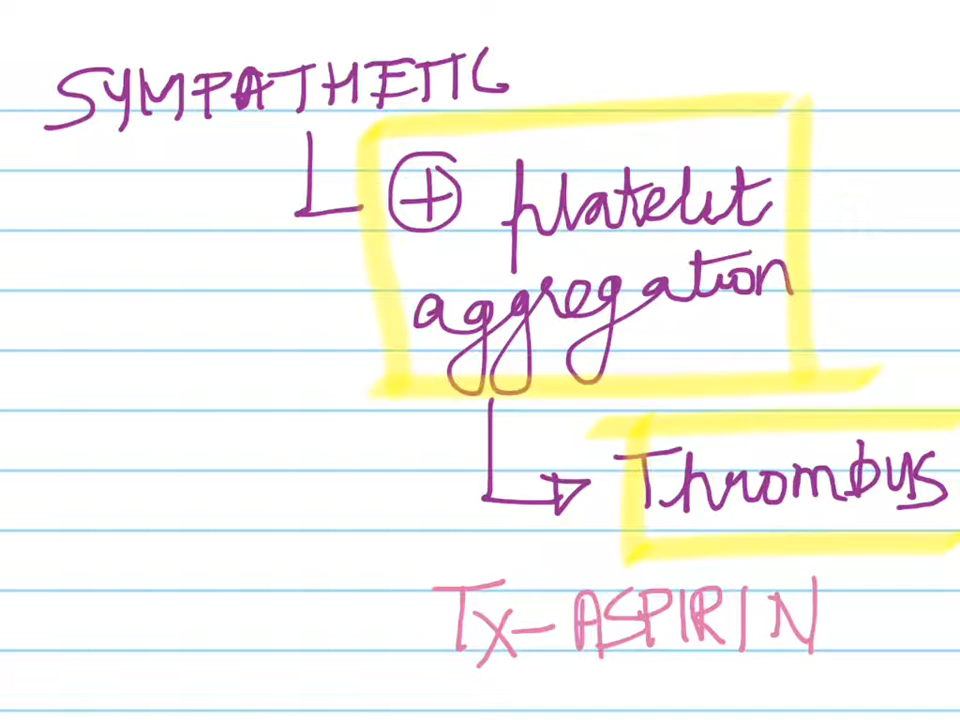 SYMPATHETIC
⊕ platelet
aggregation
Thrombus
Tx-ASPIRIN